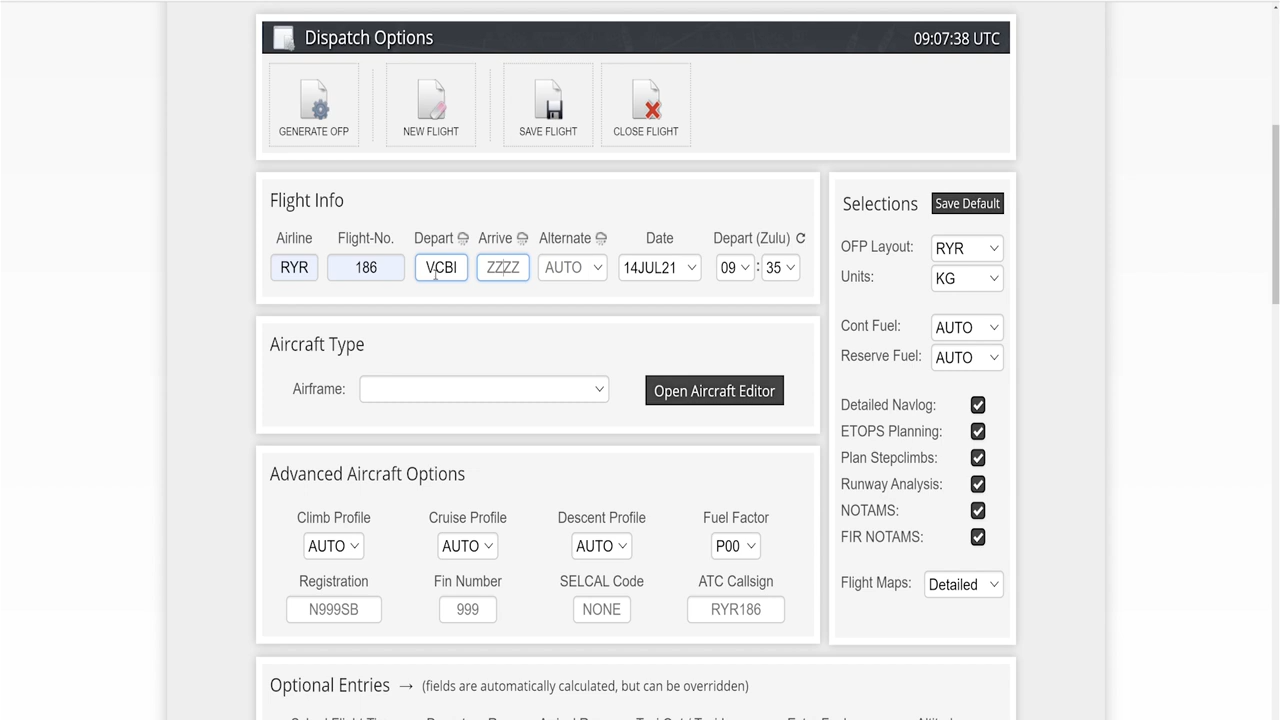 Dispatch Options
09:07:38 UTC
GENERATE OFP
NEW FLIGHT
SAVE FLIGHT
CLOSE FLIGHT
Flight Info
Airline Flight-No. Depart Arrive Alternate Date Depart (Zulu)
RYR 186 VCBI ZZZZ AUTO 14JUL21 09 : 35
Aircraft Type
Airframe:
Open Aircraft Editor
Advanced Aircraft Options
Climb Profile Cruise Profile Descent Profile Fuel Factor
AUTO AUTO AUTO P00
Registration Fin Number SELCAL Code ATC Callsign
N999SB 999 NONE RYR186
Selections Save Default
OFP Layout: RYR
Units: KG
Cont Fuel: AUTO
Reserve Fuel: AUTO
Detailed Navlog:
ETOPS Planning:
Plan Stepclimbs:
Runway Analysis:
NOTAMS:
FIR NOTAMS:
Flight Maps: Detailed
Optional Entries → (fields are automatically calculated, but can be overridden)